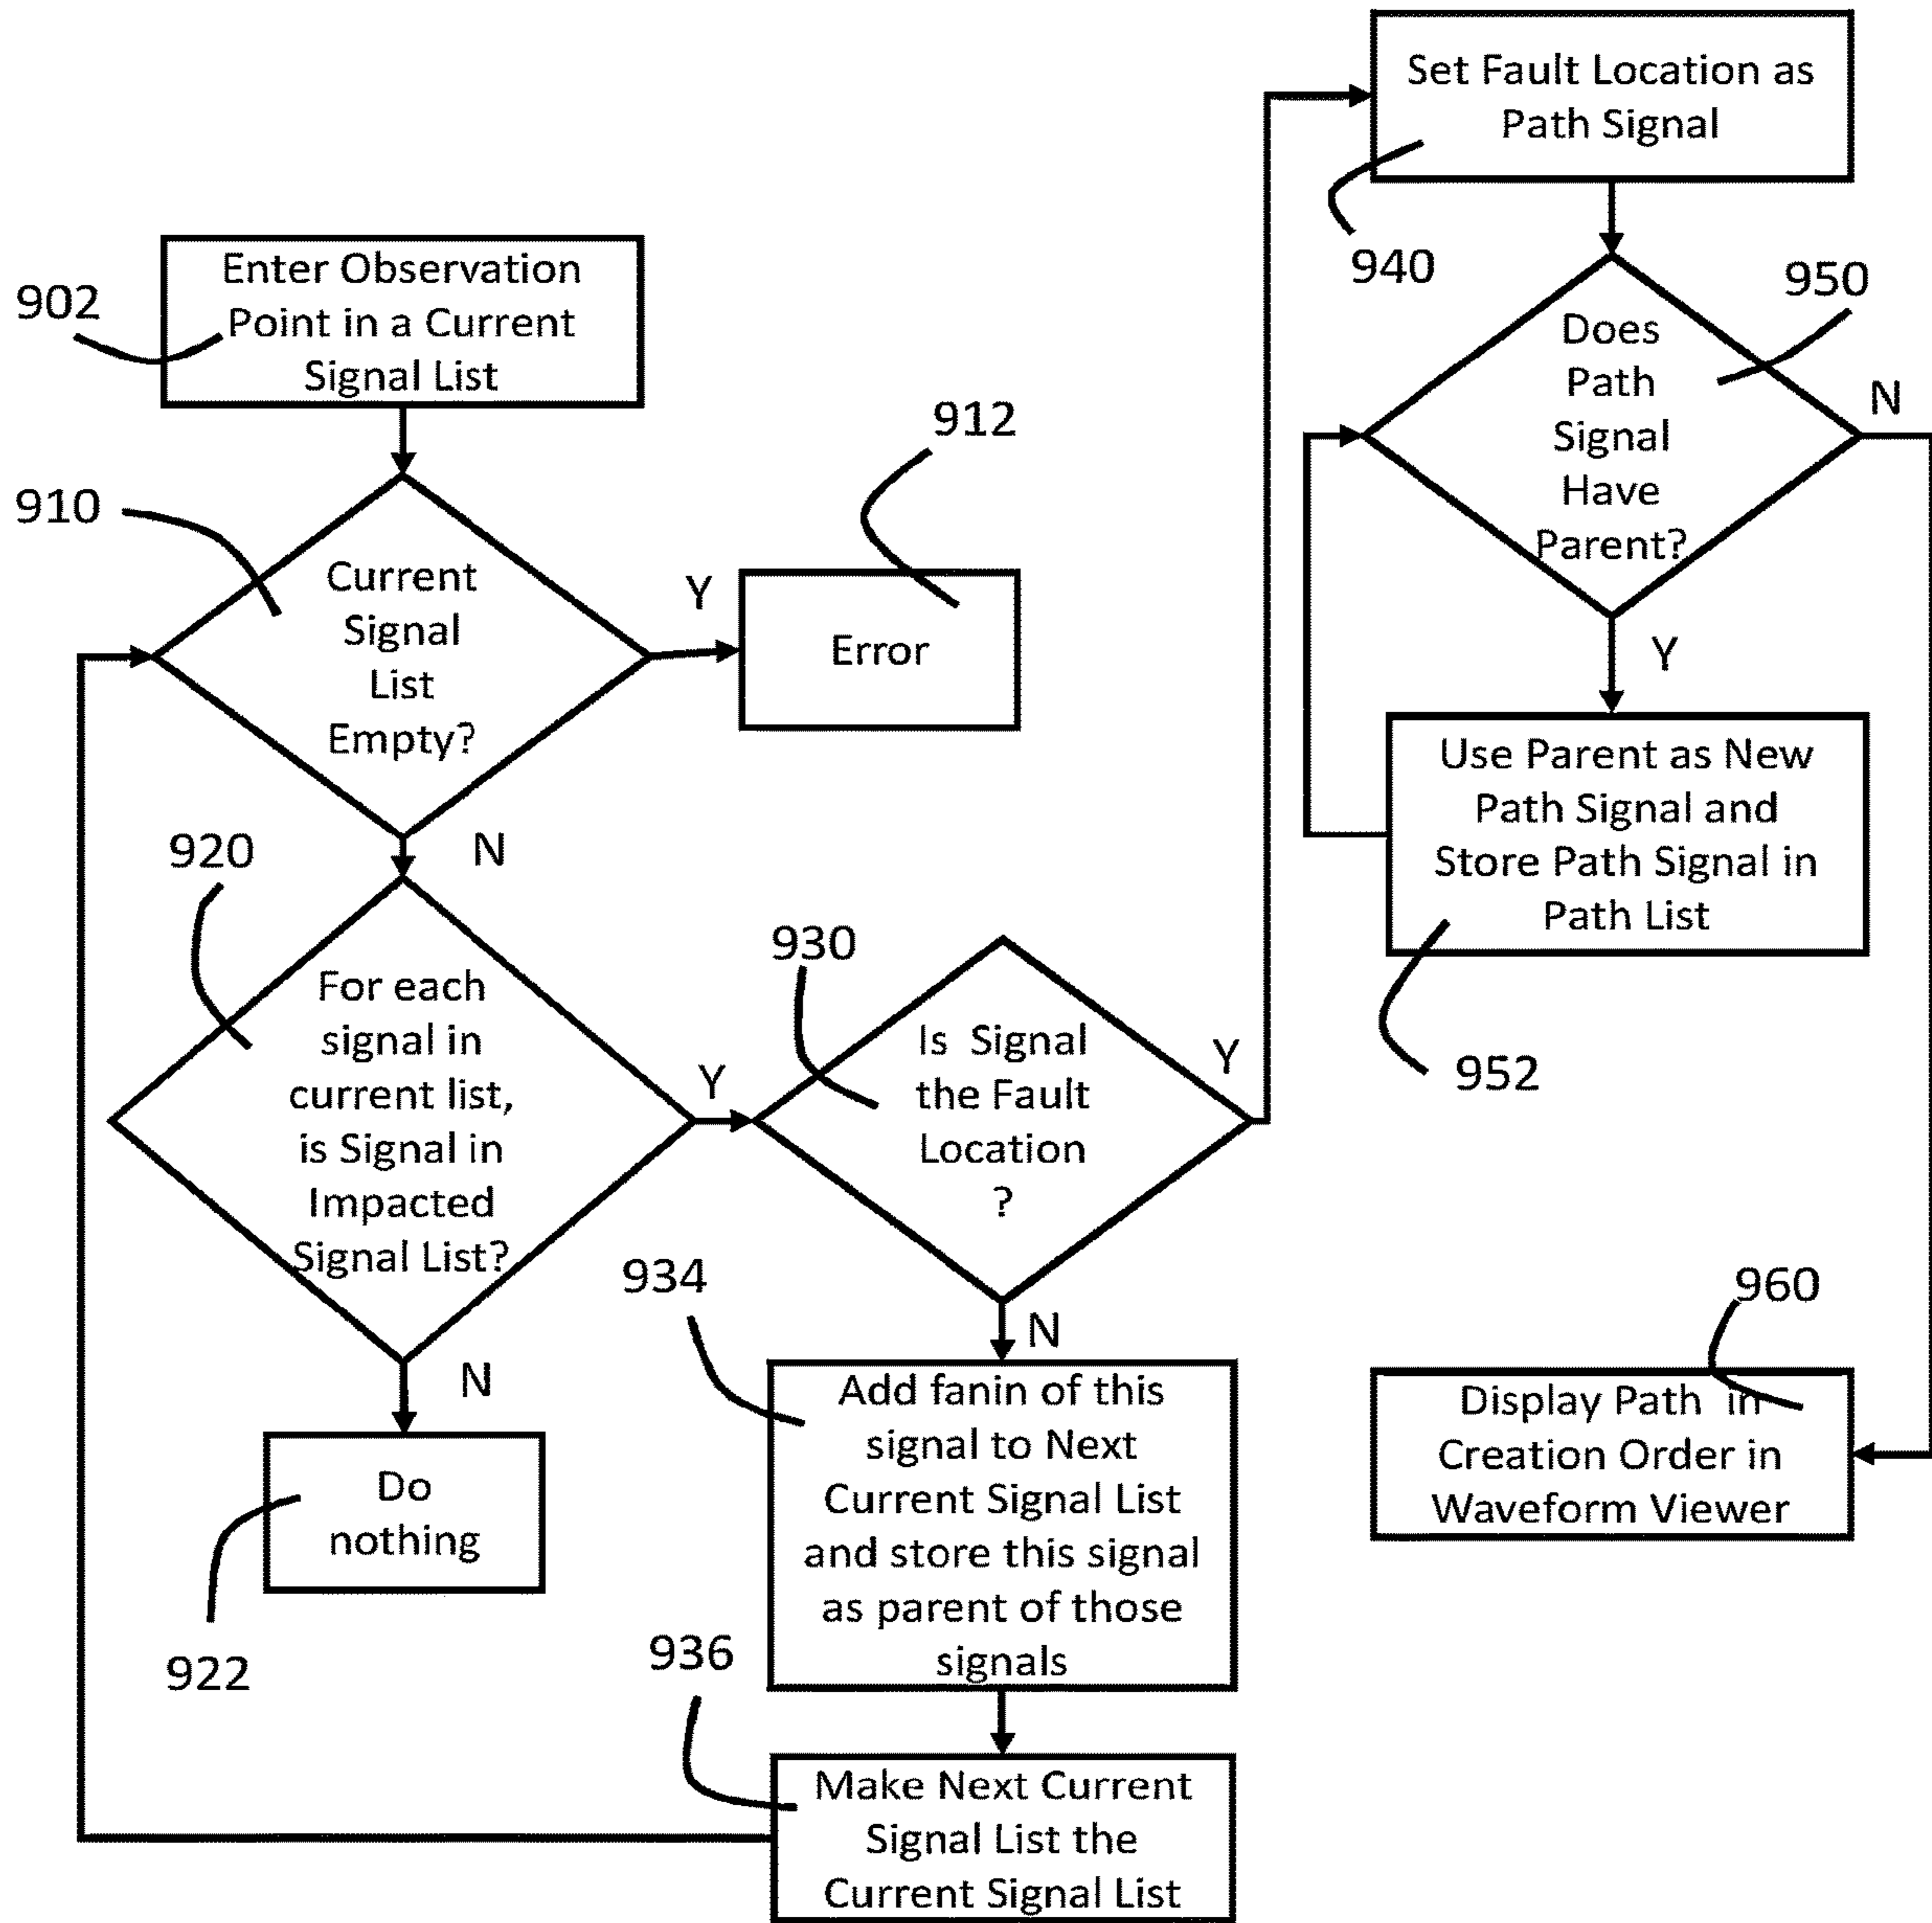 902
Enter Observation
Point in a Current
Signal List
910
Current
Signal
List
Empty?
Y
912
Error
N
920
For each
signal in
current list,
is Signal in
Impacted
Signal List?
N
Do
nothing
922
Y
930
Is Signal
the Fault
Location
?
Y
N
934
Add fanin of this
signal to Next
Current Signal List
and store this signal
as parent of those
signals
936
Make Next Current
Signal List the
Current Signal List
Set Fault Location as
Path Signal
940
950
Does
Path
Signal
Have
Parent?
N
Y
Use Parent as New
Path Signal and
Store Path Signal in
Path List
952
960
Display Path in
Creation Order in
Waveform Viewer